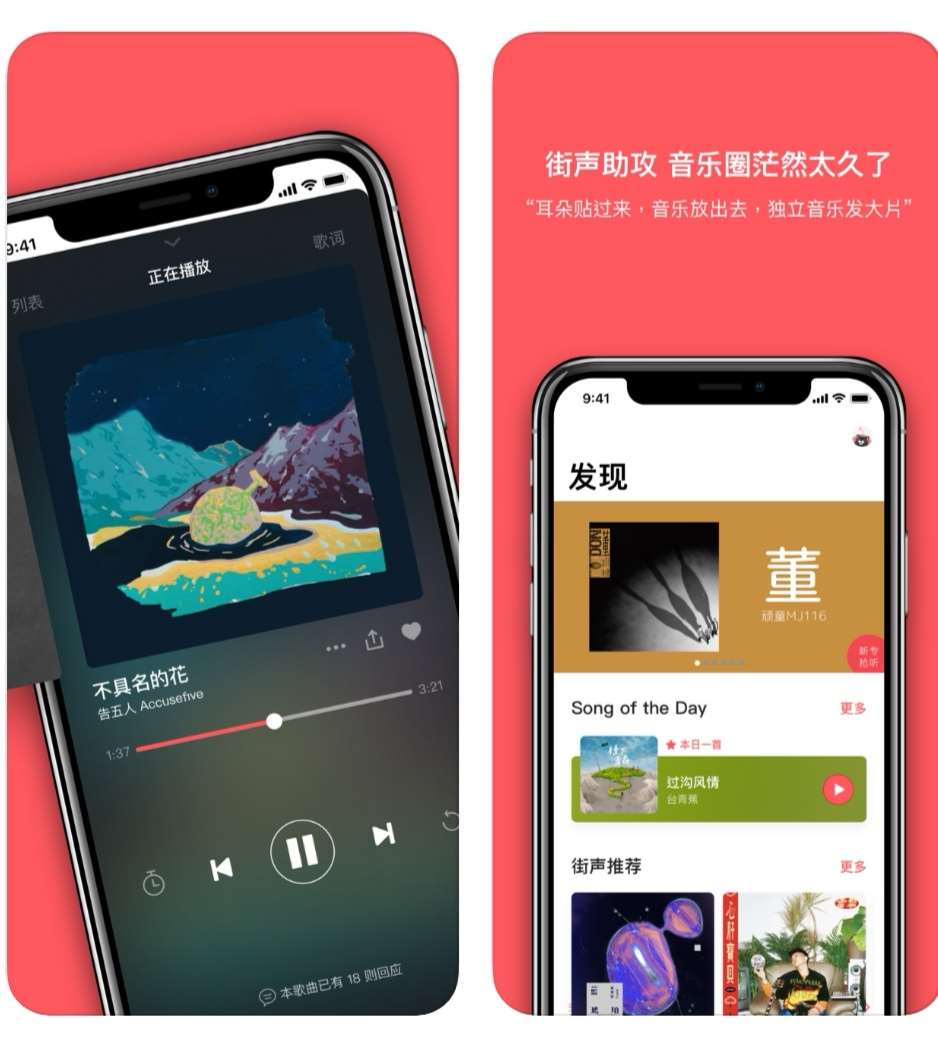 9:41
歌词
正在播放
列表
不具名的花
告五人 Accusefive
3:21
1:37
本歌曲已有 18 则回应
街声助攻 音乐圈茫然太久了
“耳朵贴过来，音乐放出去，独立音乐发大片”
9:41
发现
DON
董
顽童MJ116
新专
抢听
Song of the Day
更多
本日一首
过沟风情
台青蕉
街声推荐
更多
心肝寶貝